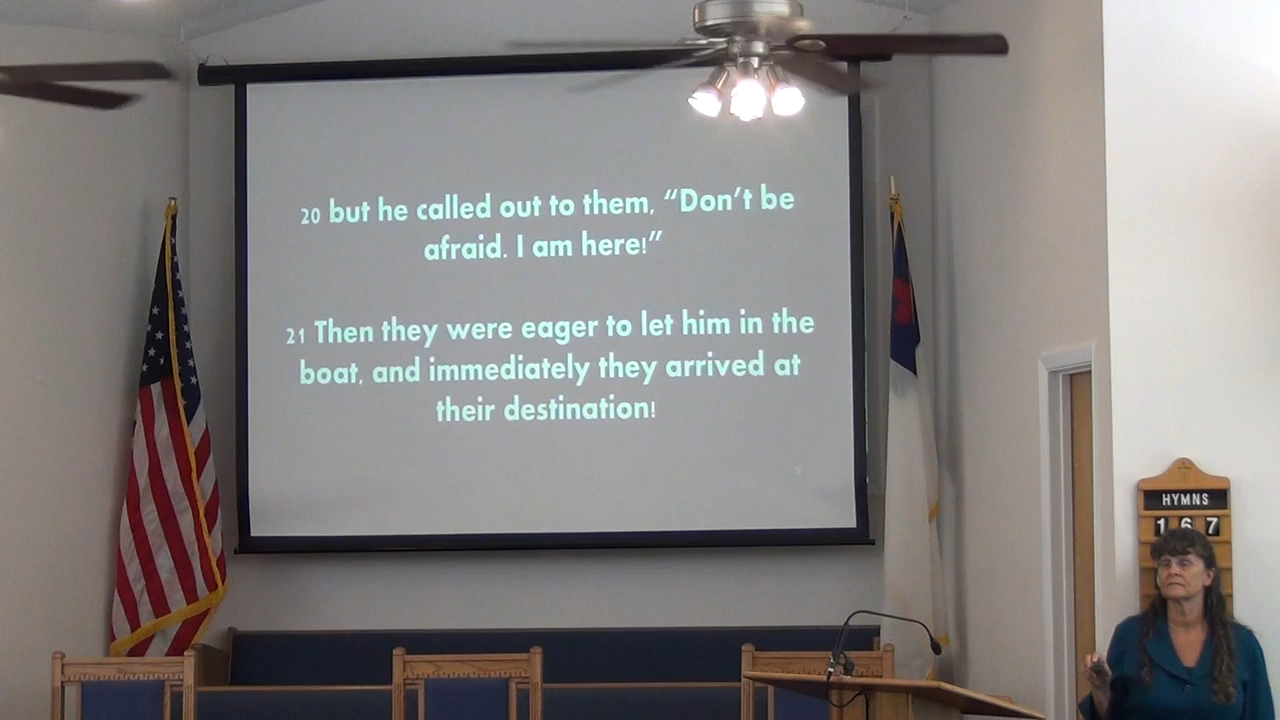 20 but he called out to them, “Don’t be
afraid. I am here!”
21 Then they were eager to let him in the
boat, and immediately they arrived at
their destination!
HYMNS
1 6 7